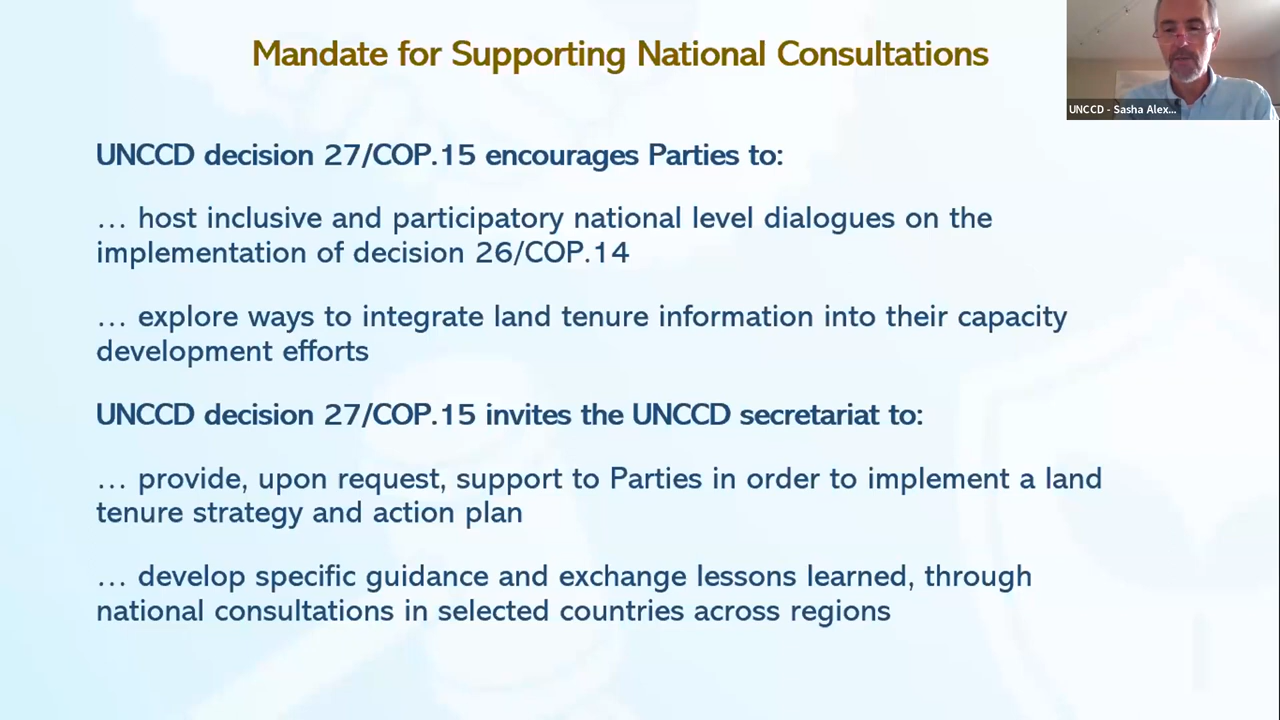 Mandate for Supporting National Consultations
UNCCD - Sasha Alex...
UNCCD decision 27/COP.15 encourages Parties to:
… host inclusive and participatory national level dialogues on the
implementation of decision 26/COP.14
… explore ways to integrate land tenure information into their capacity
development efforts
UNCCD decision 27/COP.15 invites the UNCCD secretariat to:
… provide, upon request, support to Parties in order to implement a land
tenure strategy and action plan
… develop specific guidance and exchange lessons learned, through
national consultations in selected countries across regions